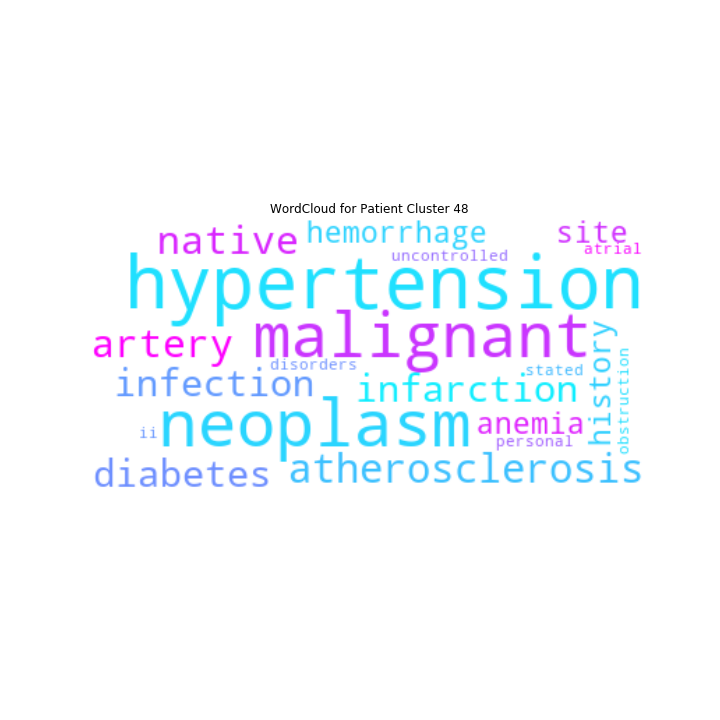 WordCloud for Patient Cluster 48
native
hemorrhage
site
atrial
uncontrolled
hypertension
malignant
artery
disorders
stated
history
obstruction
infection
infarction
neoplasm
anemia
ii
personal
diabetes
atherosclerosis